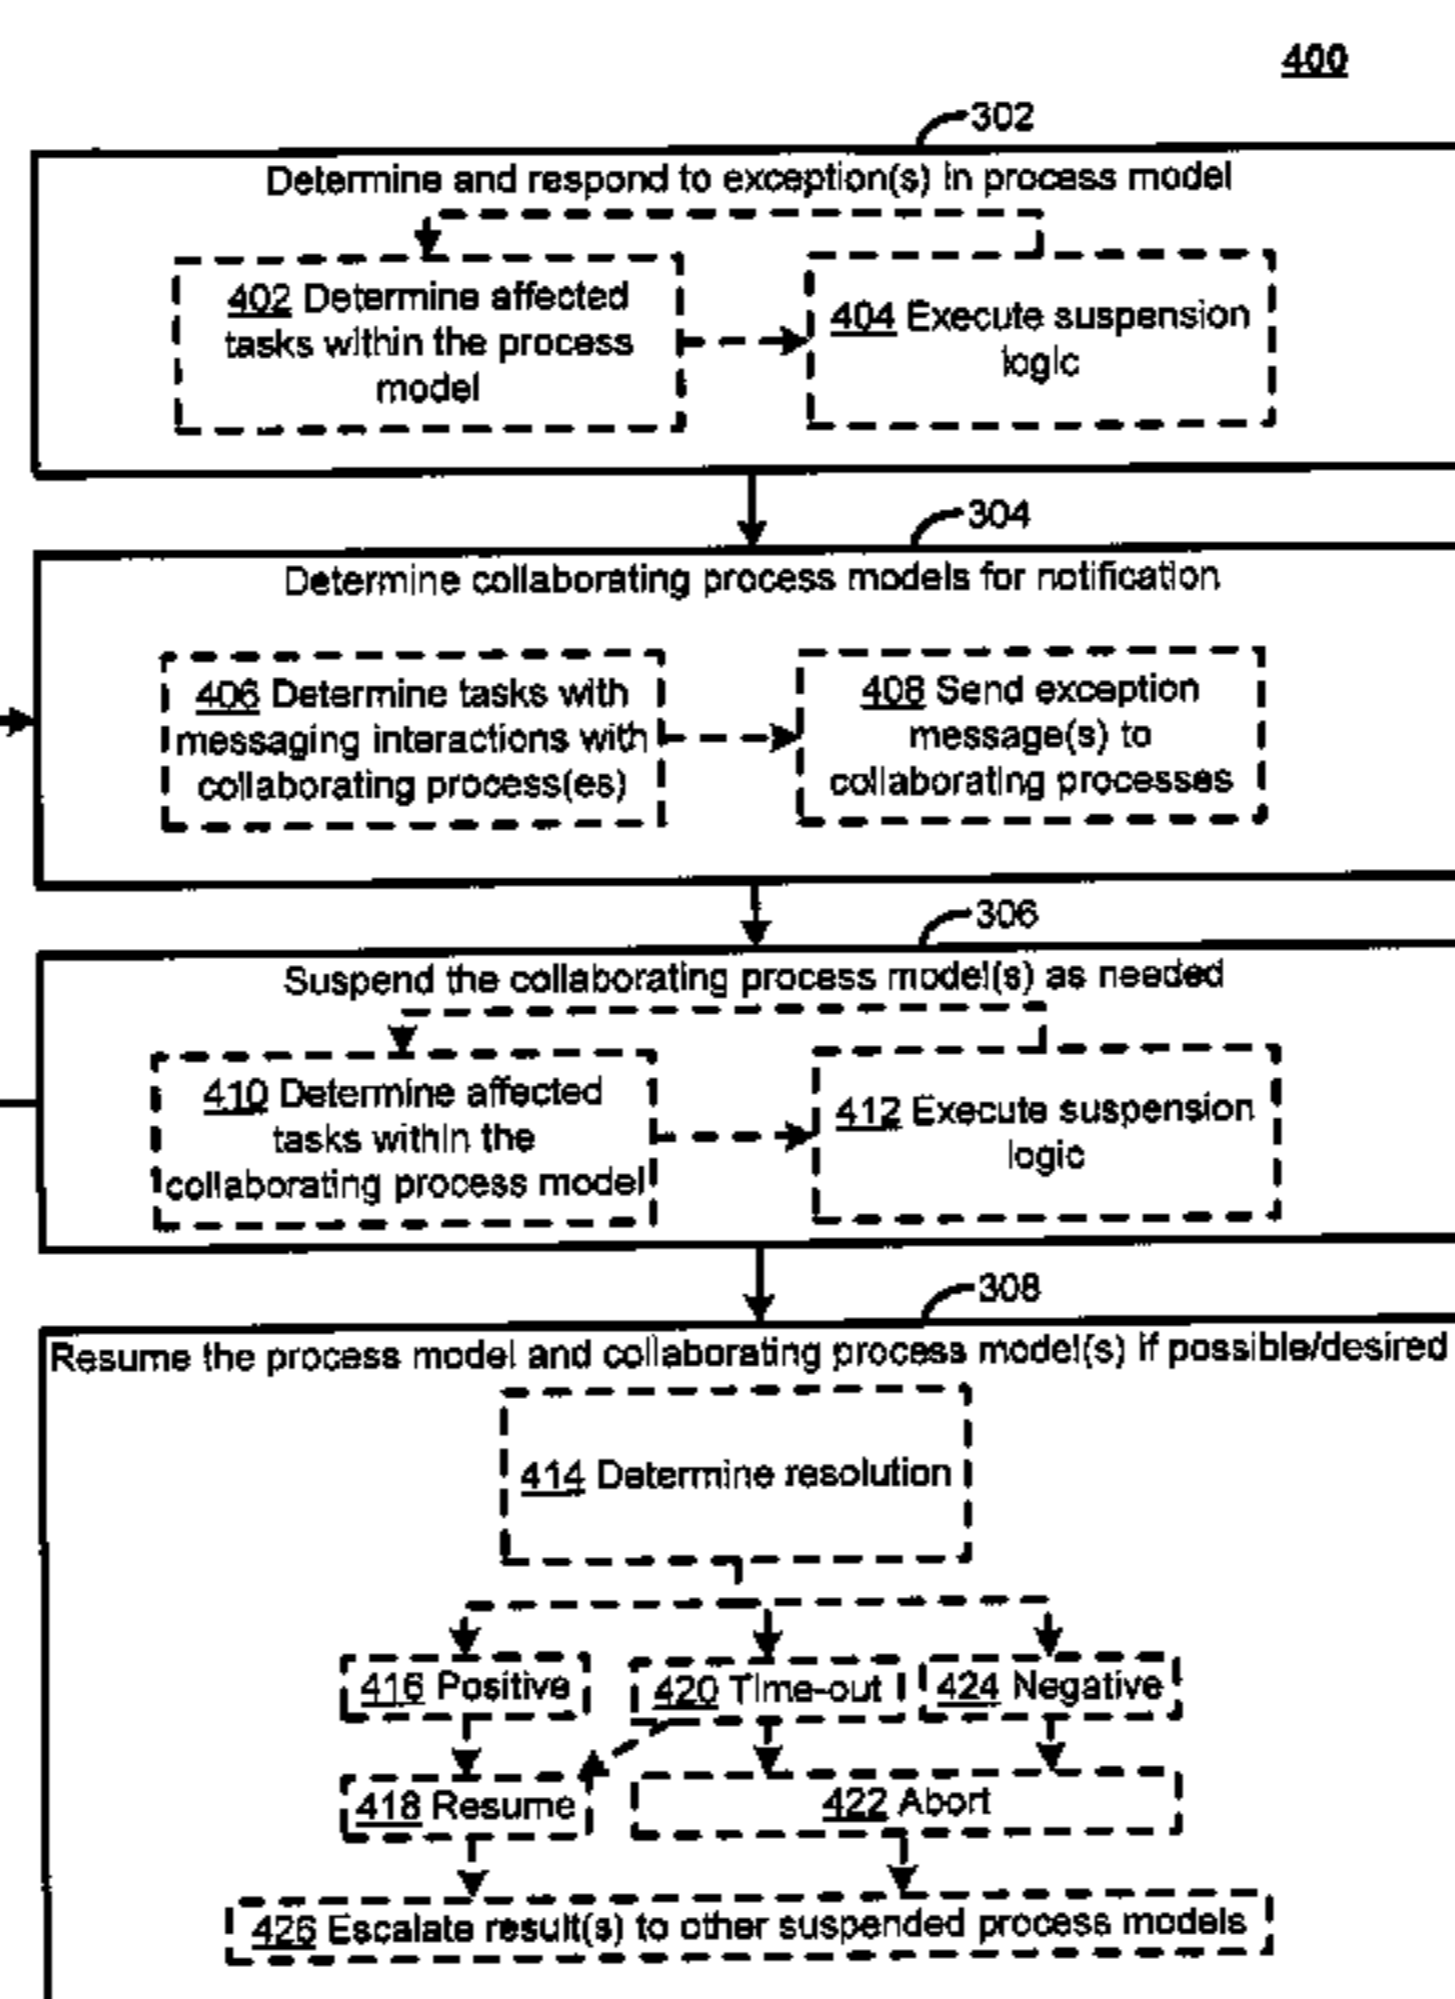 400
302
Determine and respond to exception(s) in process model
402 Determine affected
tasks within the process
model
404 Execute suspension
logic
304
Determine collaborating process models for notification
406 Determine tasks with
messaging interactions with
collaborating process(es)
408 Send exception
message(s) to
collaborating processes
306
Suspend the collaborating process model(s) as needed
410 Determine affected
tasks within the
collaborating process model
412 Execute suspension
logic
308
Resume the process model and collaborating process model(s) if possible/desired
414 Determine resolution
416 Positive
420 Time-out
424 Negative
418 Resume
422 Abort
426 Escalate result(s) to other suspended process models